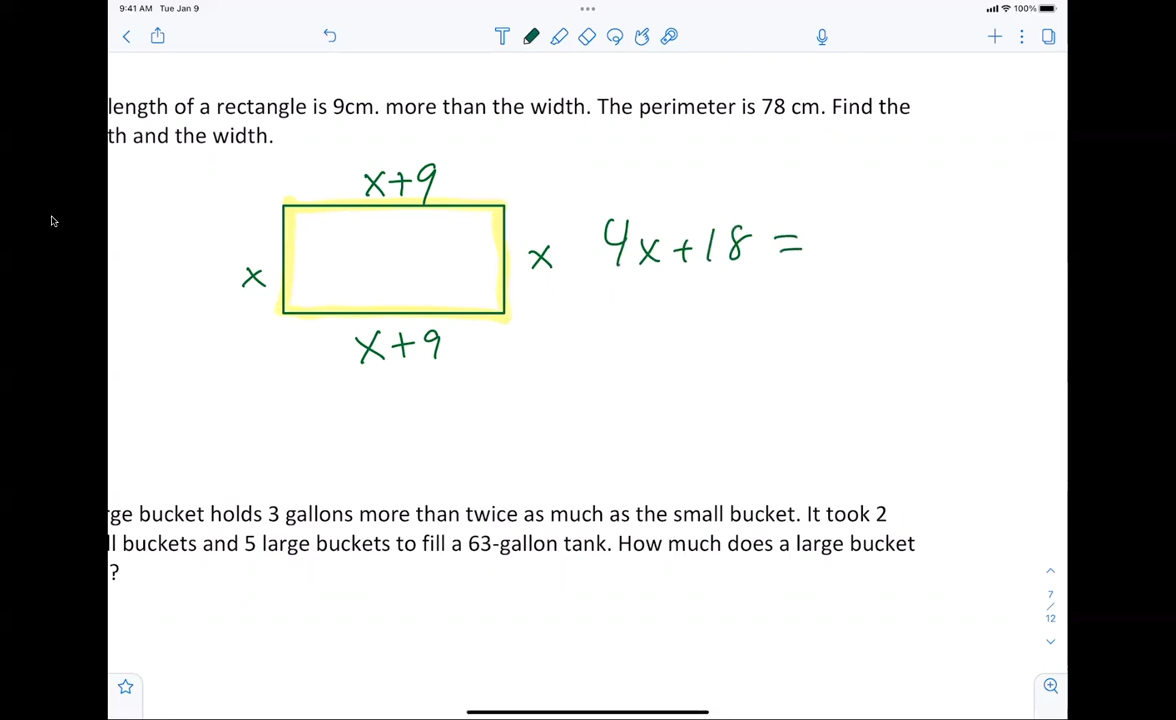 9:41 AM Tue Jan 9
100%
length of a rectangle is 9cm. more than the width. The perimeter is 78 cm. Find the
th and the width.
x+9
x
x
4x+18=
x+9
ge bucket holds 3 gallons more than twice as much as the small bucket. It took 2
ll buckets and 5 large buckets to fill a 63-gallon tank. How much does a large bucket
?
7
/
12